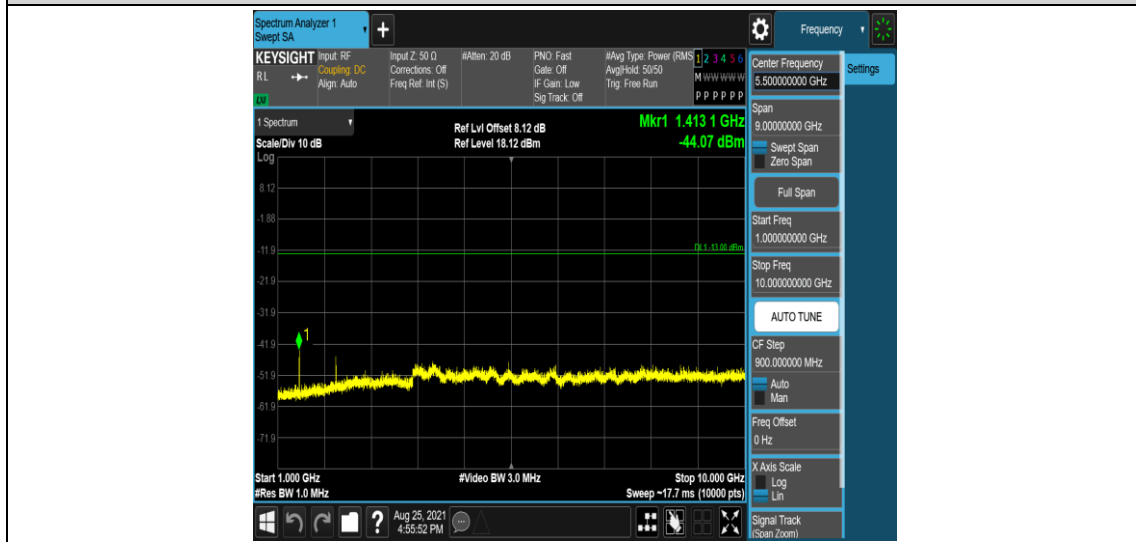 Spectrum Analyzer 1
Swept SA
+
Frequency
KEYSIGHT
RL
LXI
Input: RF
Coupling: DC
Align: Auto
Input Z: 50 Ω
Corrections: Off
Freq Ref: Int (S)
#Atten: 20 dB
PNO: Fast
Gate: Off
IF Gain: Low
Sig Track: Off
#Avg Type: Power (RMS
Avg|Hold: 50/50
Trig: Free Run
1 2 3 4 5 6
M W W W W W
P P P P P P
Center Frequency
5.500000000 GHz
Settings
Span
9.00000000 GHz
Swept Span
Zero Span
Full Span
Start Freq
1.000000000 GHz
Stop Freq
10.000000000 GHz
AUTO TUNE
CF Step
900.000000 MHz
Auto
Man
Freq Offset
0 Hz
X Axis Scale
Log
Lin
Signal Track
(Span Zoom)
1 Spectrum
Scale/Div 10 dB
Ref Lvl Offset 8.12 dB
Ref Level 18.12 dBm
Mkr1 1.413 1 GHz
-44.07 dBm
Log
8.12
-1.88
-11.9
DL1 -13.00 dBm
-21.9
-31.9
1
-41.9
-51.9
-61.9
-71.9
Start 1.000 GHz
#Video BW 3.0 MHz
Stop 10.000 GHz
#Res BW 1.0 MHz
Sweep ~17.7 ms (10000 pts)
?
Aug 25, 2021
4:55:52 PM